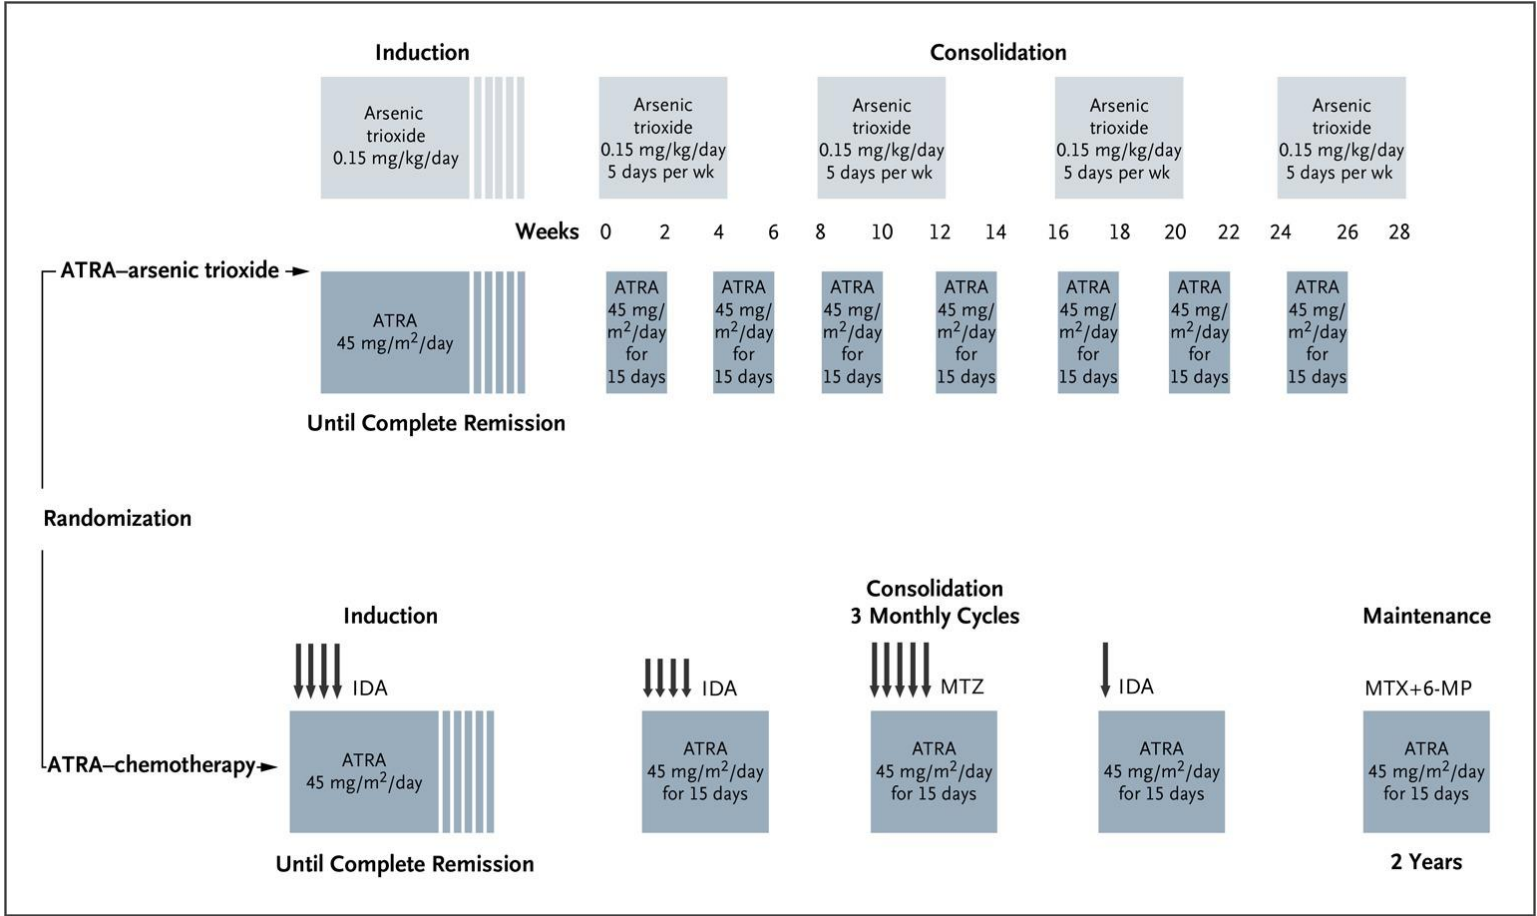 Induction
Consolidation
Arsenic
trioxide
0.15 mg/kg/day
Arsenic
trioxide
0.15 mg/kg/day
5 days per wk
Arsenic
trioxide
0.15 mg/kg/day
5 days per wk
Arsenic
trioxide
0.15 mg/kg/day
5 days per wk
Arsenic
trioxide
0.15 mg/kg/day
5 days per wk
Weeks 0 2 4 6 8 10 12 14 16 18 20 22 24 26 28
ATRA–arsenic trioxide
ATRA
45 mg/m²/day
ATRA
45 mg/
m²/day
for
15 days
ATRA
45 mg/
m²/day
for
15 days
ATRA
45 mg/
m²/day
for
15 days
ATRA
45 mg/
m²/day
for
15 days
ATRA
45 mg/
m²/day
for
15 days
ATRA
45 mg/
m²/day
for
15 days
ATRA
45 mg/
m²/day
for
15 days
Until Complete Remission
Randomization
Induction
Consolidation
3 Monthly Cycles
Maintenance
IDA
IDA
MTZ
IDA
MTX+6-MP
ATRA–chemotherapy
ATRA
45 mg/m²/day
ATRA
45 mg/m²/day
for 15 days
ATRA
45 mg/m²/day
for 15 days
ATRA
45 mg/m²/day
for 15 days
ATRA
45 mg/m²/day
for 15 days
Until Complete Remission
2 Years